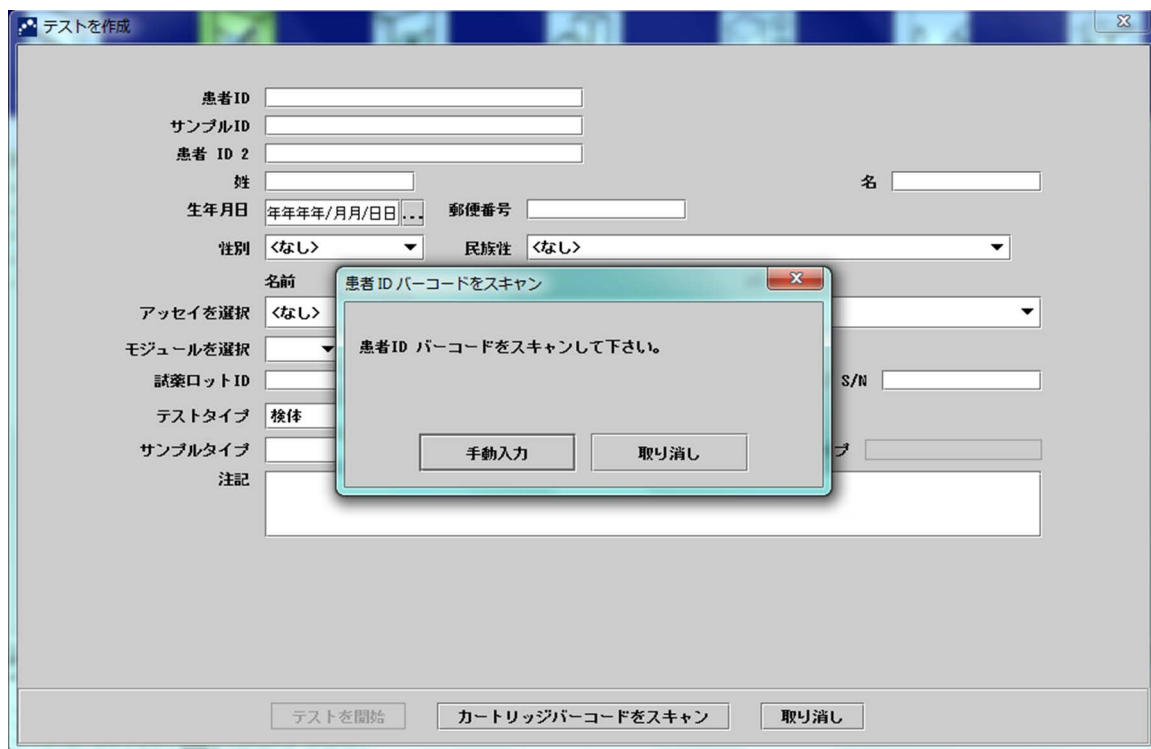 テストを作成
患者ID
サンプルID
患者 ID 2
姓 名
生年月日 年年年年/月月/日日 ... 郵便番号
性別 <なし> 民族性 <なし>
名前
アッセイを選択 <なし>
モジュールを選択
試薬ロットID S/N
テストタイプ 検体
サンプルタイプ プ
注記
患者 ID バーコードをスキャン
患者ID バーコードをスキャンして下さい。
手動入力 取り消し
テストを開始 カートリッジバーコードをスキャン 取り消し